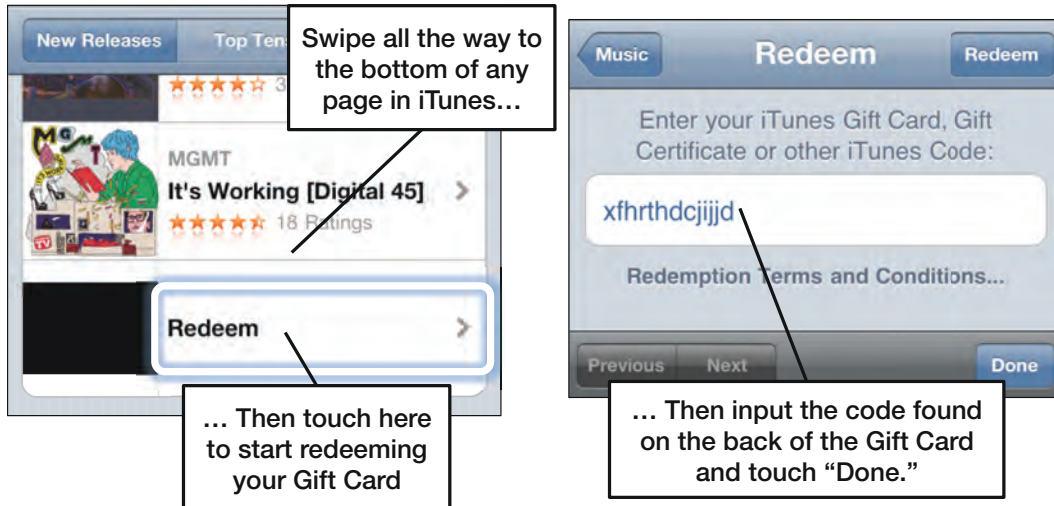 New Releases
Top Ten
Swipe all the way to
the bottom of any
page in iTunes…
3
MGMT
MGMT
It's Working [Digital 45]
18 Ratings
TV
Redeem
… Then touch here
to start redeeming
your Gift Card
Music
Redeem
Redeem
Enter your iTunes Gift Card, Gift
Certificate or other iTunes Code:
xfhrthdcjijjd
Redemption Terms and Conditions...
Previous
Next
Done
… Then input the code found
on the back of the Gift Card
and touch “Done.”